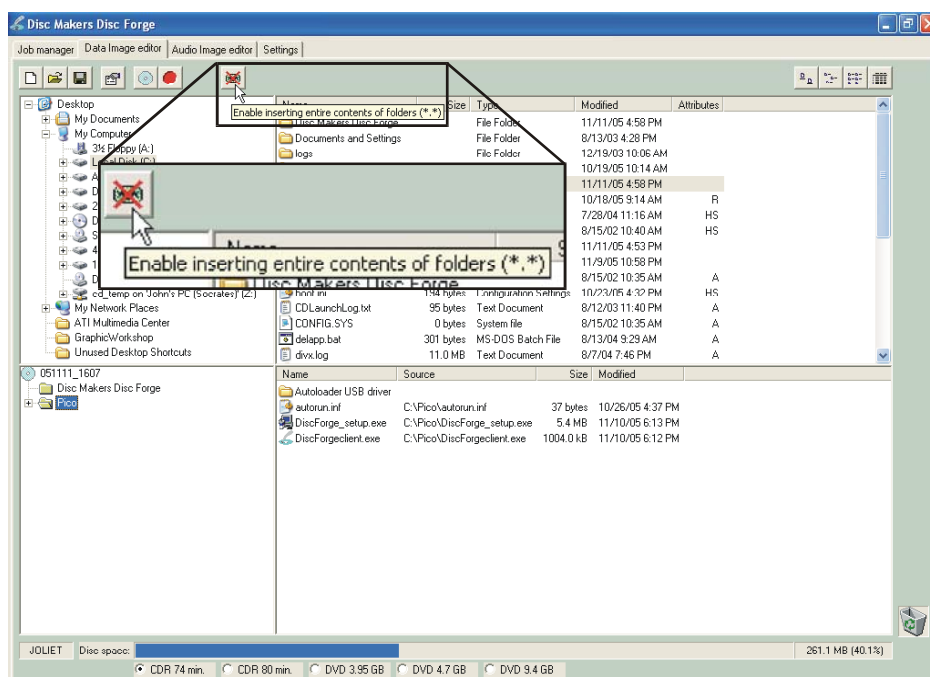 Disc Makers Disc Forge
Job manager Data Image editor Audio Image editor Settings
Enable inserting entire contents of folders (*.*)
Desktop
My Documents
My Computer
3½ Floppy (A:)
Local Disk (C:)
A
D
2
D
S
4
1
D
cd_temp on 'John's PC (Socrates)' (Z:)
My Network Places
ATI Multimedia Center
GraphicWorkshop
Unused Desktop Shortcuts
Name Size Type Modified Attributes
Disc Makers Disc Forge File Folder 11/11/05 4:58 PM
Documents and Settings File Folder 8/13/03 4:28 PM
logs File Folder 12/19/03 10:06 AM
10/19/05 10:14 AM
11/11/05 4:58 PM
10/18/05 9:14 AM R
7/28/04 11:16 AM HS
8/15/02 10:40 AM HS
11/11/05 4:53 PM
11/9/05 10:58 PM
8/15/02 10:35 AM A
boot.ini 194 bytes Configuration Settings 10/23/05 4:32 PM HS
CDLaunchLog.txt 95 bytes Text Document 8/12/03 11:40 PM A
CONFIG.SYS 0 bytes System file 8/15/02 10:35 AM A
delapp.bat 301 bytes MS-DOS Batch File 8/13/04 9:29 AM A
divx.log 11.0 MB Text Document 8/7/04 7:46 PM A
Enable inserting entire contents of folders (*.*)
Name S
Disc Makers Disc Forge
051111_1607
Disc Makers Disc Forge
Pico
Name Source Size Modified
Autoloader USB driver
autorun.inf C:\Pico\autorun.inf 37 bytes 10/26/05 4:37 PM
DiscForge_setup.exe C:\Pico\DiscForge_setup.exe 5.4 MB 11/10/05 6:13 PM
DiscForgeclient.exe C:\Pico\DiscForgeclient.exe 1004.0 kB 11/10/05 6:12 PM
JOLIET Disc space: 261.1 MB (40.1%)
CDR 74 min. CDR 80 min. DVD 3.95 GB DVD 4.7 GB DVD 9.4 GB